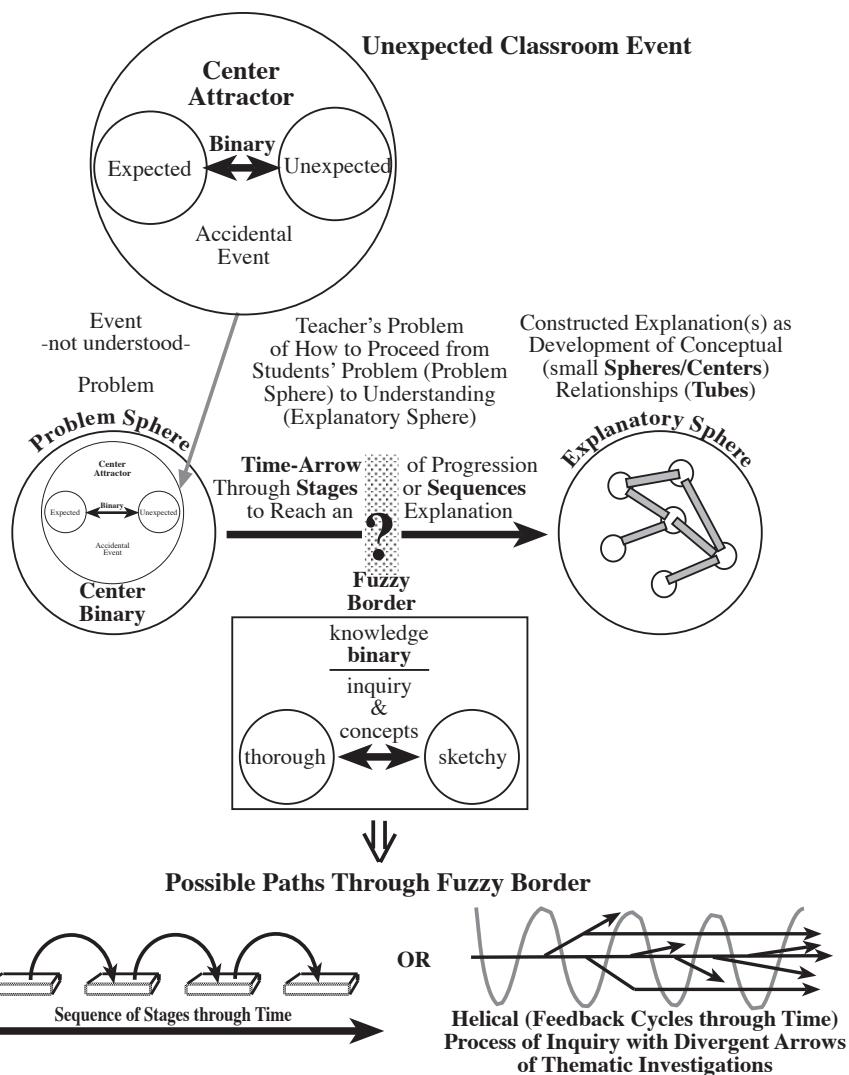 Unexpected Classroom Event
Center
Attractor
Binary
Expected
Unexpected
Accidental
Event
Event
-not understood-
Problem
Teacher’s Problem
of How to Proceed from
Students’ Problem (Problem
Sphere) to Understanding
(Explanatory Sphere)
Constructed Explanation(s) as
Development of Conceptual
(small Spheres/Centers)
Relationships (Tubes)
Problem Sphere
Center
Attractor
Binary
Expected
Unexpected
Accidental
Event
Center
Binary
Time-Arrow of Progression
Through Stages or Sequences
to Reach an Explanation
?
Fuzzy
Border
Explanatory Sphere
knowledge
binary
inquiry
&
concepts
thorough
sketchy
Possible Paths Through Fuzzy Border
Sequence of Stages through Time
OR
Helical (Feedback Cycles through Time)
Process of Inquiry with Divergent Arrows
of Thematic Investigations